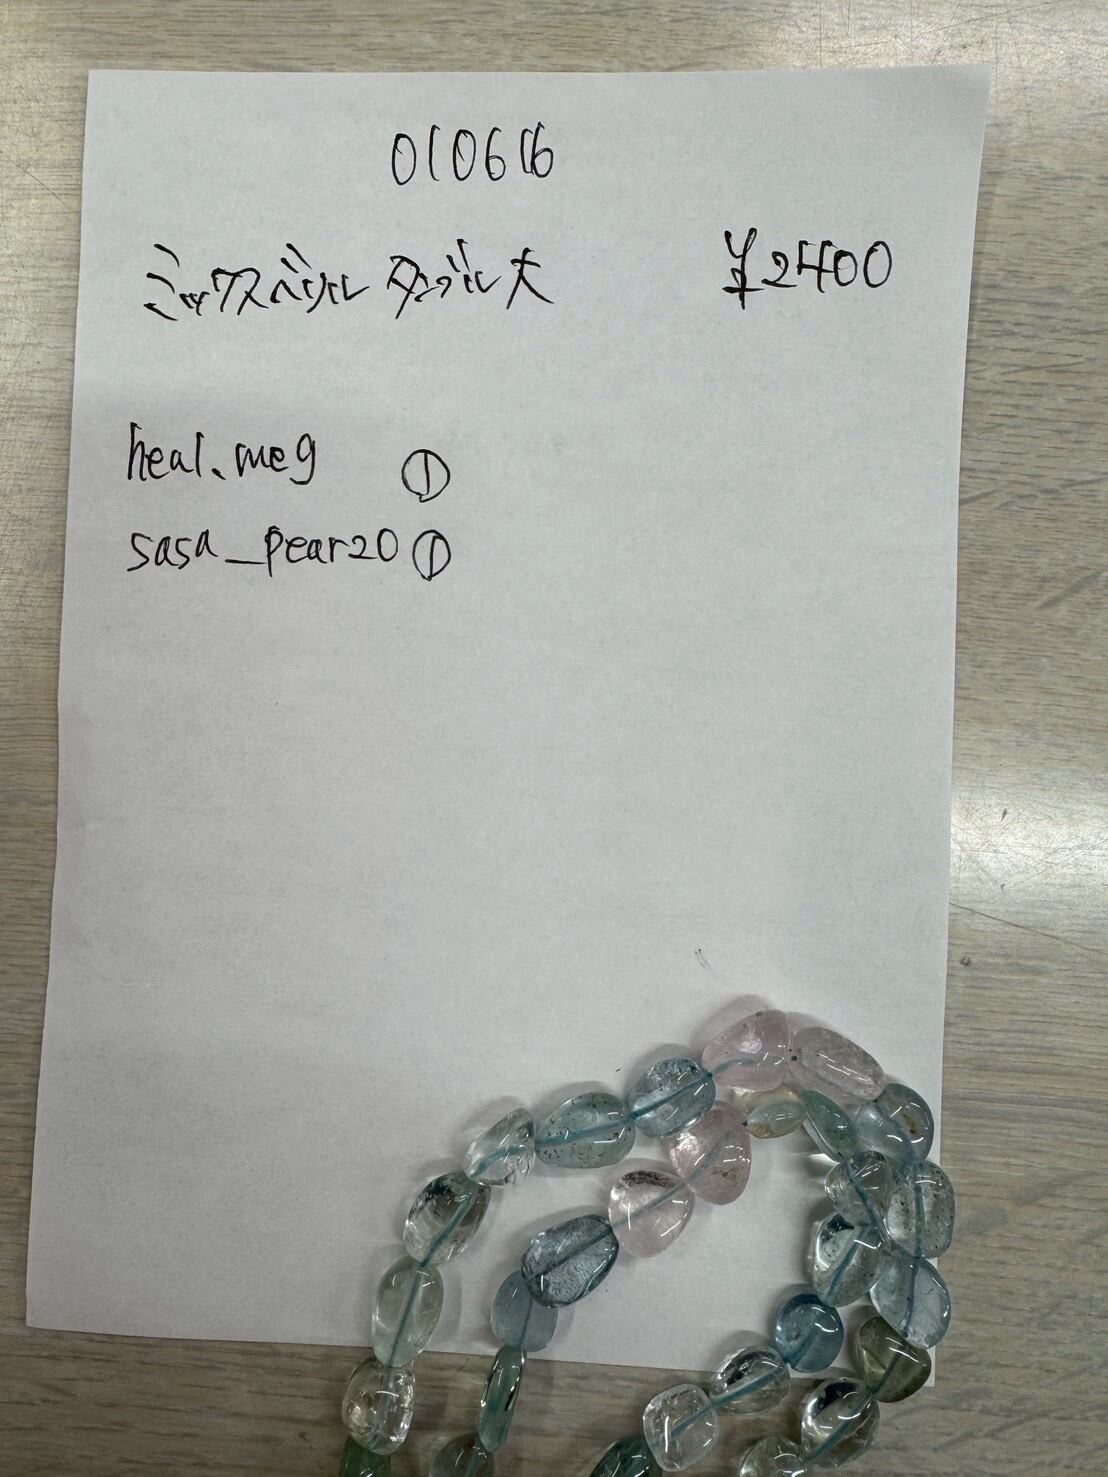 010616
ミックスベリル タンブル大 ¥2400
heal.meg ①
sasa_pear20 ①